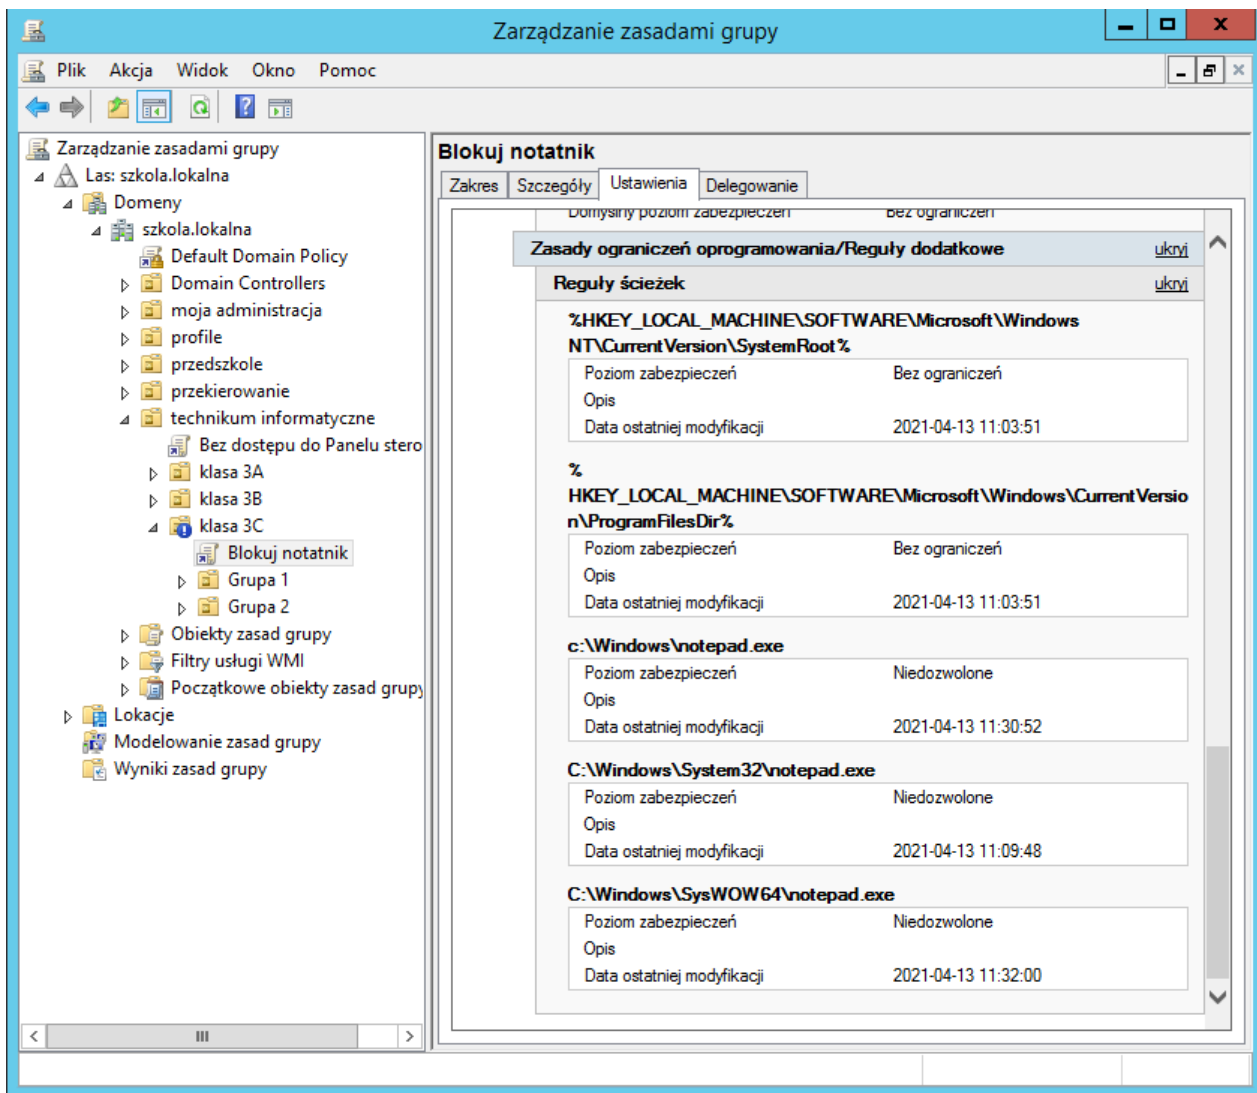 Zarządzanie zasadami grupy
Plik Akcja Widok Okno Pomoc
Zarządzanie zasadami grupy
Las: szkola.lokalna
Domeny
szkola.lokalna
Default Domain Policy
Domain Controllers
moja administracja
profile
przedszkole
przekierowanie
technikum informatyczne
Bez dostępu do Panelu stero
klasa 3A
klasa 3B
klasa 3C
Blokuj notatnik
Grupa 1
Grupa 2
Obiekty zasad grupy
Filtry usługi WMI
Początkowe obiekty zasad grupy
Lokacje
Modelowanie zasad grupy
Wyniki zasad grupy
Blokuj notatnik
Zakres Szczegóły Ustawienia Delegowanie
Domyślny poziom zabezpieczeń Bez ograniczeń
Zasady ograniczeń oprogramowania/Reguły dodatkowe ukryj
Reguły ścieżek ukryj
%HKEY_LOCAL_MACHINE\SOFTWARE\Microsoft\Windows
NT\CurrentVersion\SystemRoot%
Poziom zabezpieczeń Bez ograniczeń
Opis
Data ostatniej modyfikacji 2021-04-13 11:03:51
%
HKEY_LOCAL_MACHINE\SOFTWARE\Microsoft\Windows\CurrentVersio
n\ProgramFilesDir%
Poziom zabezpieczeń Bez ograniczeń
Opis
Data ostatniej modyfikacji 2021-04-13 11:03:51
c:\Windows\notepad.exe
Poziom zabezpieczeń Niedozwolone
Opis
Data ostatniej modyfikacji 2021-04-13 11:30:52
C:\Windows\System32\notepad.exe
Poziom zabezpieczeń Niedozwolone
Opis
Data ostatniej modyfikacji 2021-04-13 11:09:48
C:\Windows\SysWOW64\notepad.exe
Poziom zabezpieczeń Niedozwolone
Opis
Data ostatniej modyfikacji 2021-04-13 11:32:00